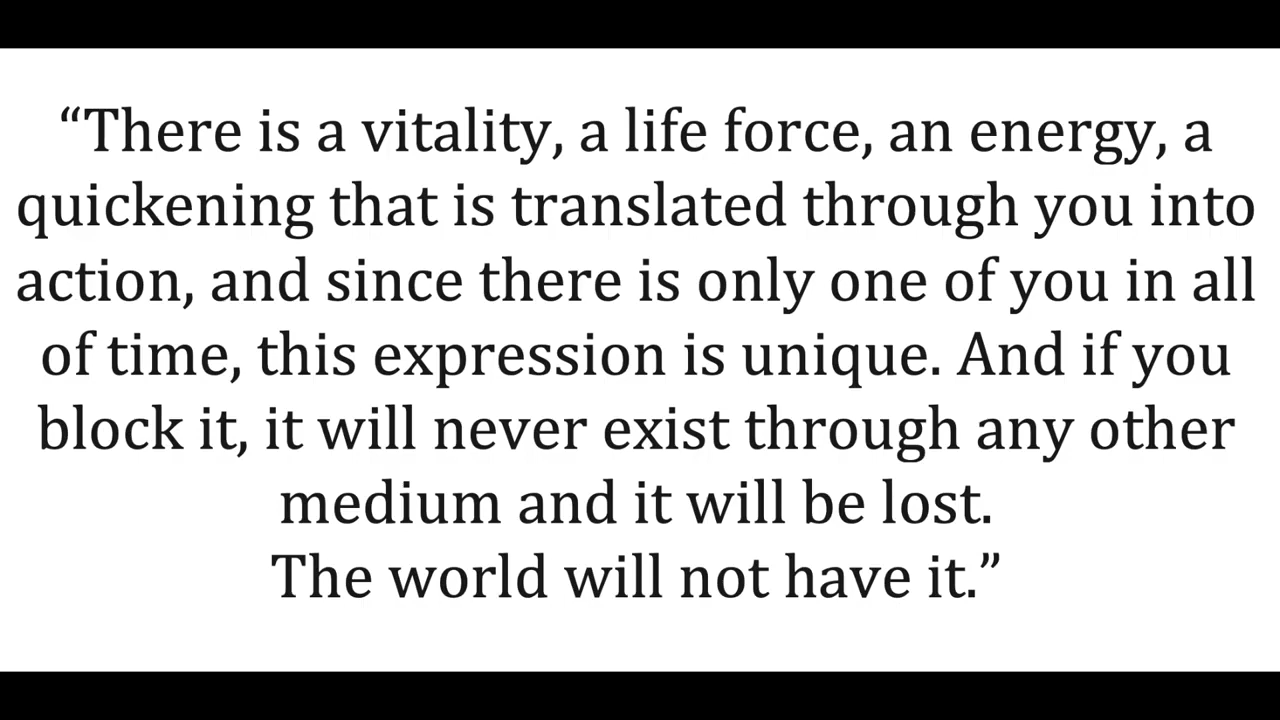 “There is a vitality, a life force, an energy, a
quickening that is translated through you into
action, and since there is only one of you in all
of time, this expression is unique. And if you
block it, it will never exist through any other
medium and it will be lost.
The world will not have it.”